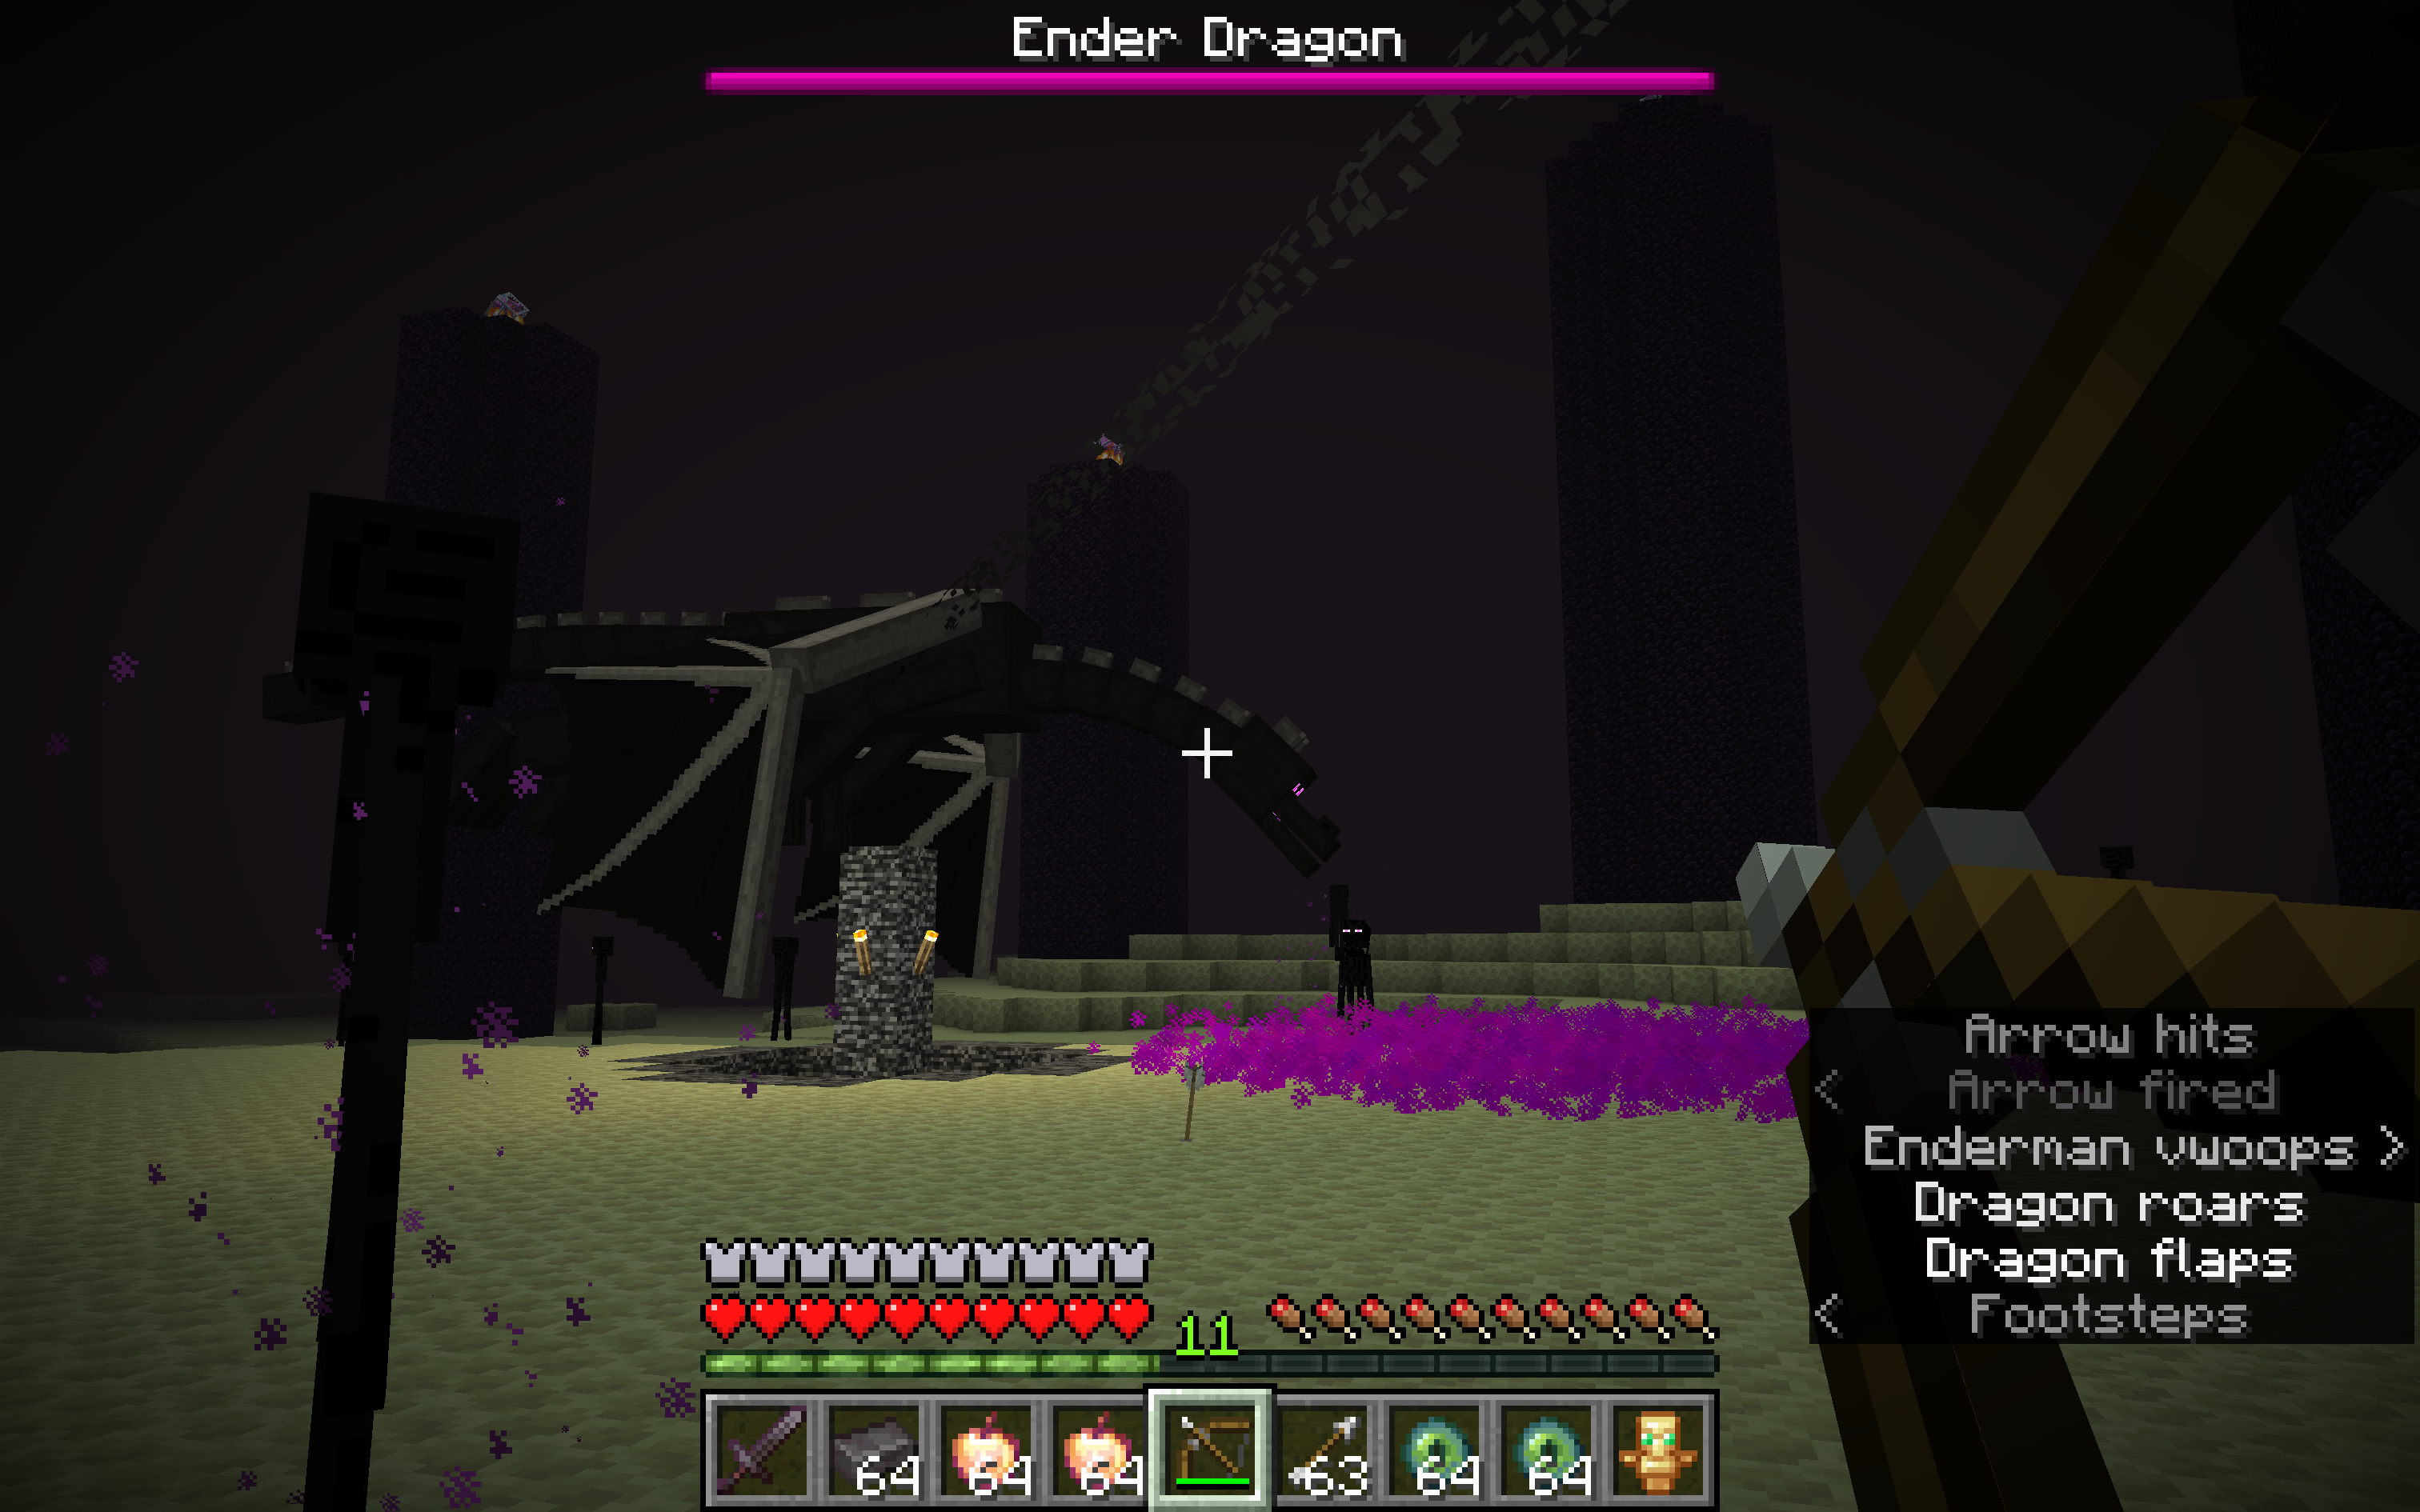 Ender Dragon
Arrow hits
< Arrow fired
Enderman vwoops >
Dragon roars
Dragon flaps
< Footsteps
11
64 64 64 63 64 64